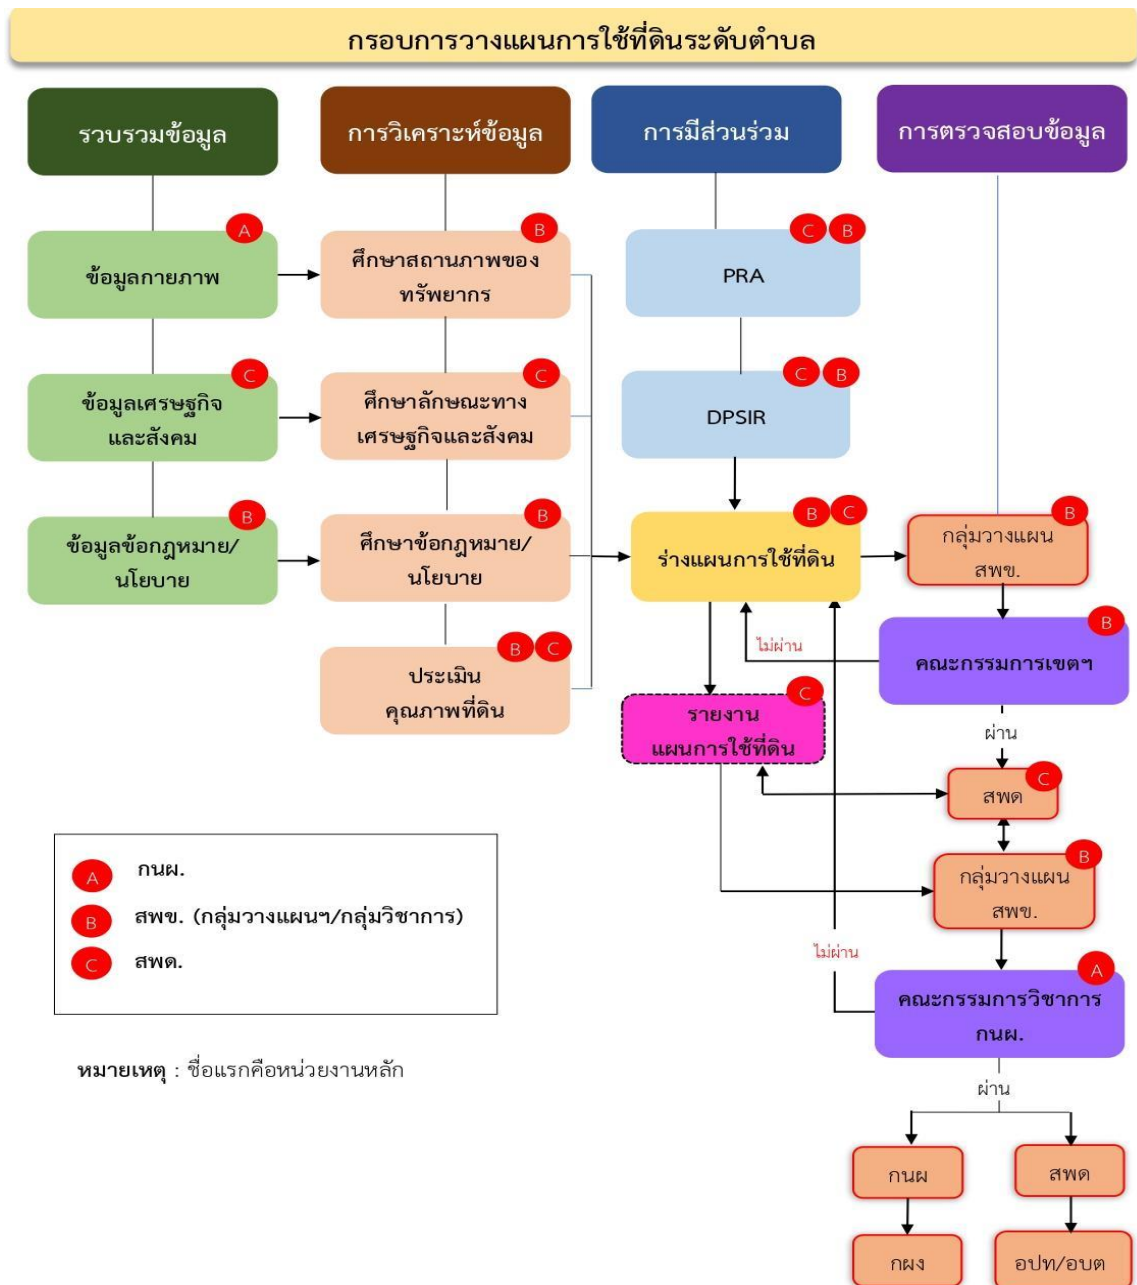 กรอบการวางแผนการใช้ที่ดินระดับตำบล
รวบรวมข้อมูล
การวิเคราะห์ข้อมูล
การมีส่วนร่วม
การตรวจสอบข้อมูล
A
ข้อมูลกายภาพ
B
ศึกษาสถานภาพของ
ทรัพยากร
C B
PRA
C
ข้อมูลเศรษฐกิจ
และสังคม
C
ศึกษาลักษณะทาง
เศรษฐกิจและสังคม
C B
DPSIR
B
ข้อมูลข้อกฎหมาย/
นโยบาย
B
ศึกษาข้อกฎหมาย/
นโยบาย
B C
ร่างแผนการใช้ที่ดิน
B
กลุ่มวางแผน
สพข.
B C
ประเมิน
คุณภาพที่ดิน
ไม่ผ่าน
B
คณะกรรมการเขตฯ
C
รายงาน
แผนการใช้ที่ดิน
ผ่าน
C
สพด
B
กลุ่มวางแผน
สพข.
ไม่ผ่าน
A
คณะกรรมการวิชาการ
กนผ.
ผ่าน
กนผ
สพด
กผง
อปท/อบต
A กนผ.
B สพข. (กลุ่มวางแผนฯ/กลุ่มวิชาการ)
C สพด.
หมายเหตุ : ชื่อแรกคือหน่วยงานหลัก